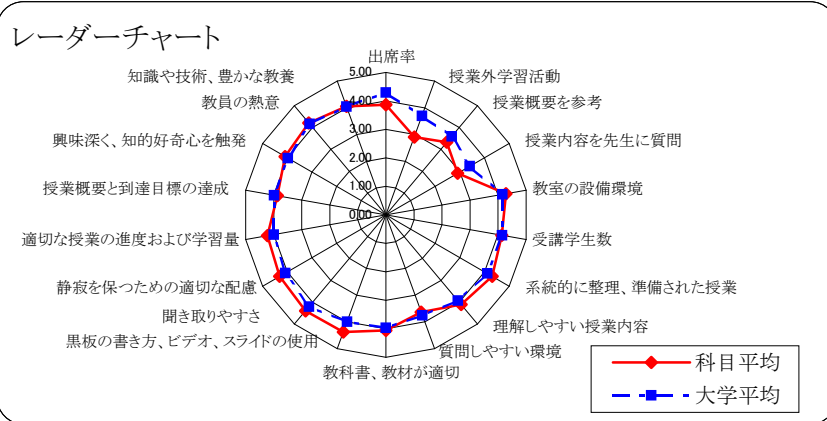 レーダーチャート
出席率
授業外学習活動
授業概要を参考
授業内容を先生に質問
教室の設備環境
受講学生数
系統的に整理、準備された授業
理解しやすい授業内容
質問しやすい環境
教科書、教材が適切
黒板の書き方、ビデオ、スライドの使用
聞き取りやすさ
静寂を保つための適切な配慮
適切な授業の進度および学習量
授業概要と到達目標の達成
興味深く、知的好奇心を触発
教員の熱意
知識や技術、豊かな教養
5.00
4.00
3.00
2.00
1.00
0.00
科目平均
大学平均